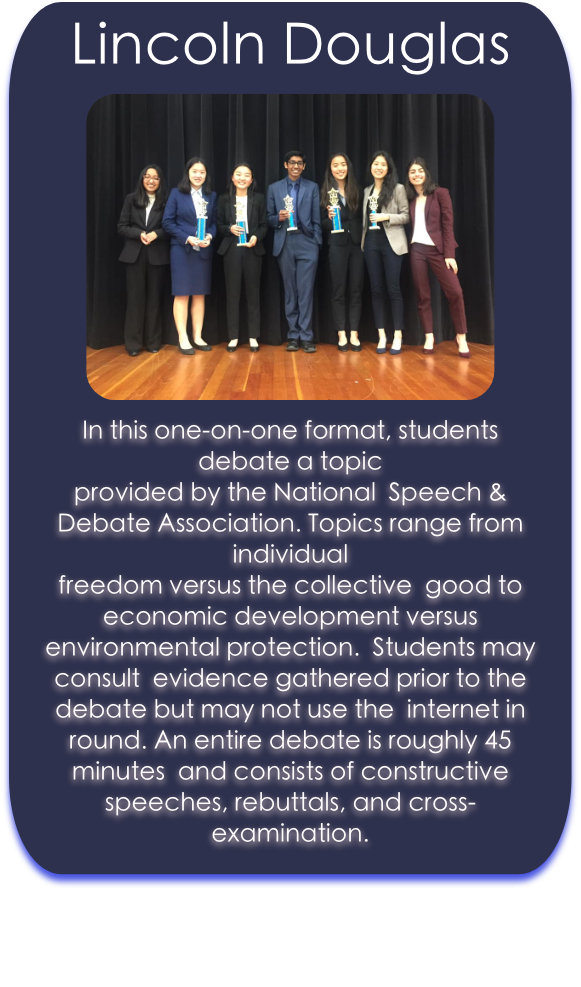 Lincoln Douglas
In this one-on-one format, students
debate a topic
provided by the National Speech &
Debate Association. Topics range from
individual
freedom versus the collective good to
economic development versus
environmental protection. Students may
consult evidence gathered prior to the
debate but may not use the internet in
round. An entire debate is roughly 45
minutes and consists of constructive
speeches, rebuttals, and cross-
examination.